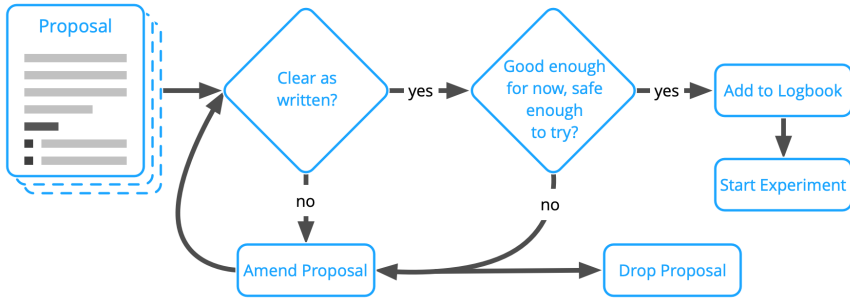 Proposal
Clear as
written?
yes
Good enough
for now, safe
enough
to try?
yes
Add to Logbook
Start Experiment
no
no
Amend Proposal
Drop Proposal